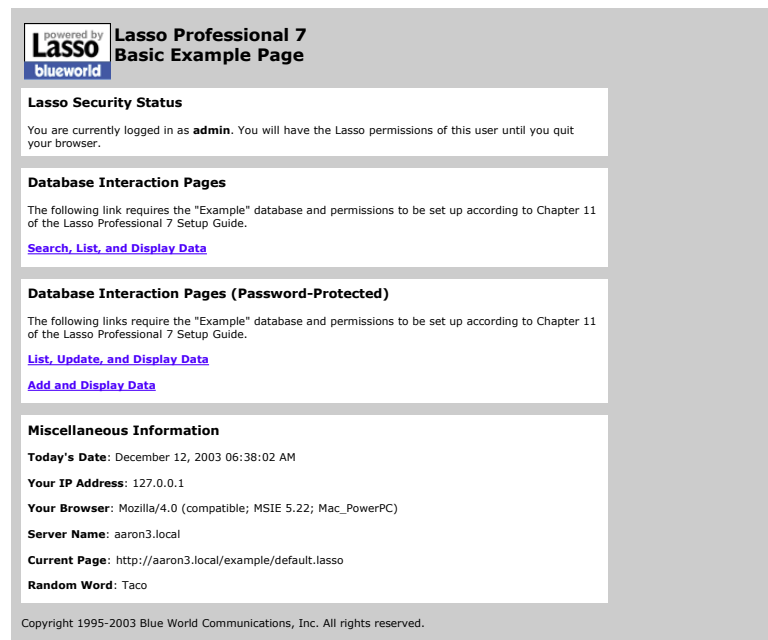 powered by
Lasso
blueworld
Lasso Professional 7
Basic Example Page
Lasso Security Status
You are currently logged in as admin. You will have the Lasso permissions of this user until you quit
your browser.
Database Interaction Pages
The following link requires the "Example" database and permissions to be set up according to Chapter 11
of the Lasso Professional 7 Setup Guide.
Search, List, and Display Data
Database Interaction Pages (Password-Protected)
The following links require the "Example" database and permissions to be set up according to Chapter 11
of the Lasso Professional 7 Setup Guide.
List, Update, and Display Data
Add and Display Data
Miscellaneous Information
Today's Date: December 12, 2003 06:38:02 AM
Your IP Address: 127.0.0.1
Your Browser: Mozilla/4.0 (compatible; MSIE 5.22; Mac_PowerPC)
Server Name: aaron3.local
Current Page: http://aaron3.local/example/default.lasso
Random Word: Taco
Copyright 1995-2003 Blue World Communications, Inc. All rights reserved.